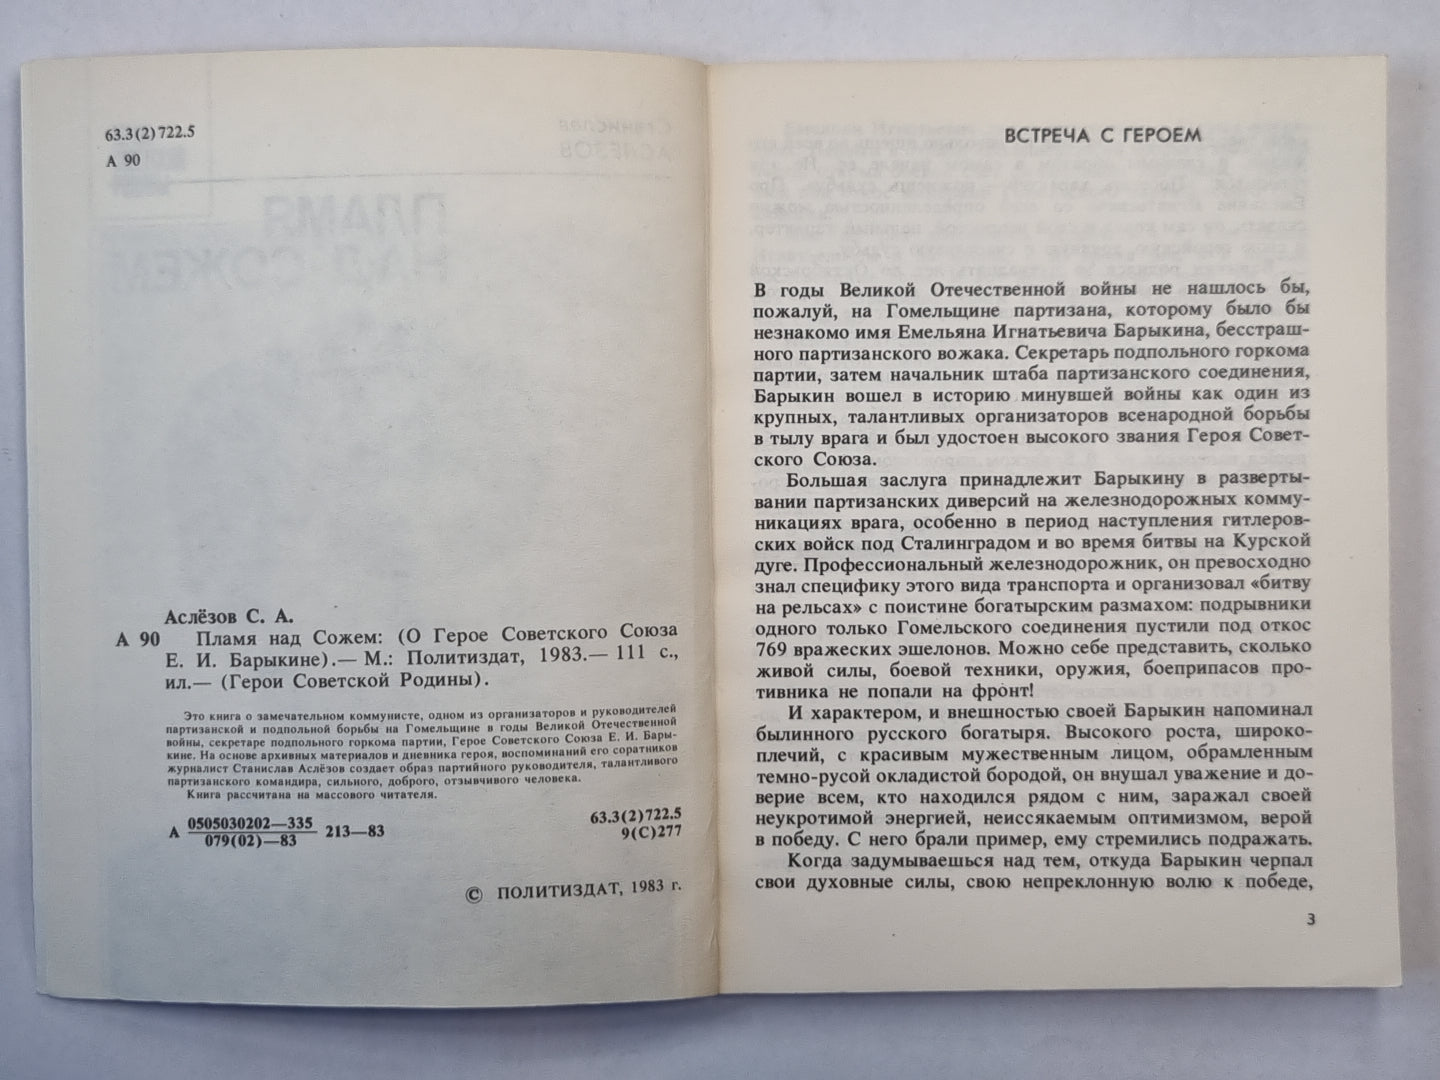 63.3(2)722.5
А 90
Аслёзов С. А.
А 90 Пламя над Сожем: (О Герое Советского Союза
Е. И. Барыкине).— М.: Политиздат, 1983.— 111 с.,
ил.— (Герои Советской Родины).
Это книга о замечательном коммунисте, одном из организаторов и руководителей
партизанской и подпольной борьбы на Гомельщине в годы Великой Отечественной
войны, секретаре подпольного горкома партии, Герое Советского Союза Е. И. Бары-
кине. На основе архивных материалов и дневника героя, воспоминаний его соратников
журналист Станислав Аслёзов создает образ партийного руководителя, талантливого
партизанского командира, сильного, доброго, отзывчивого человека.
Книга рассчитана на массового читателя.
А 0505030202—335 213—83
079(02)—83
63.3(2)722.5
9(С)277
© ПОЛИТИЗДАТ, 1983 г.
ВСТРЕЧА С ГЕРОЕМ
В годы Великой Отечественной войны не нашлось бы,
пожалуй, на Гомельщине партизана, которому было бы
незнакомо имя Емельяна Игнатьевича Барыкина, бесстраш-
ного партизанского вожака. Секретарь подпольного горкома
партии, затем начальник штаба партизанского соединения,
Барыкин вошел в историю минувшей войны как один из
крупных, талантливых организаторов всенародной борьбы
в тылу врага и был удостоен высокого звания Героя Совет-
ского Союза.
Большая заслуга принадлежит Барыкину в разверты-
вании партизанских диверсий на железнодорожных комму-
никациях врага, особенно в период наступления гитлеров-
ских войск под Сталинградом и во время битвы на Курской
дуге. Профессиональный железнодорожник, он превосходно
знал специфику этого вида транспорта и организовал «битву
на рельсах» с поистине богатырским размахом: подрывники
одного только Гомельского соединения пустили под откос
769 вражеских эшелонов. Можно себе представить, сколько
живой силы, боевой техники, оружия, боеприпасов про-
тивника не попали на фронт!
И характером, и внешностью своей Барыкин напоминал
былинного русского богатыря. Высокого роста, широко-
плечий, с красивым мужественным лицом, обрамленным
темно-русой окладистой бородой, он внушал уважение и до-
верие всем, кто находился рядом с ним, заражал своей
неукротимой энергией, неиссякаемым оптимизмом, верой
в победу. С него брали пример, ему стремились подражать.
Когда задумываешься над тем, откуда Барыкин черпал
свои духовные силы, свою непреклонную волю к победе,
3